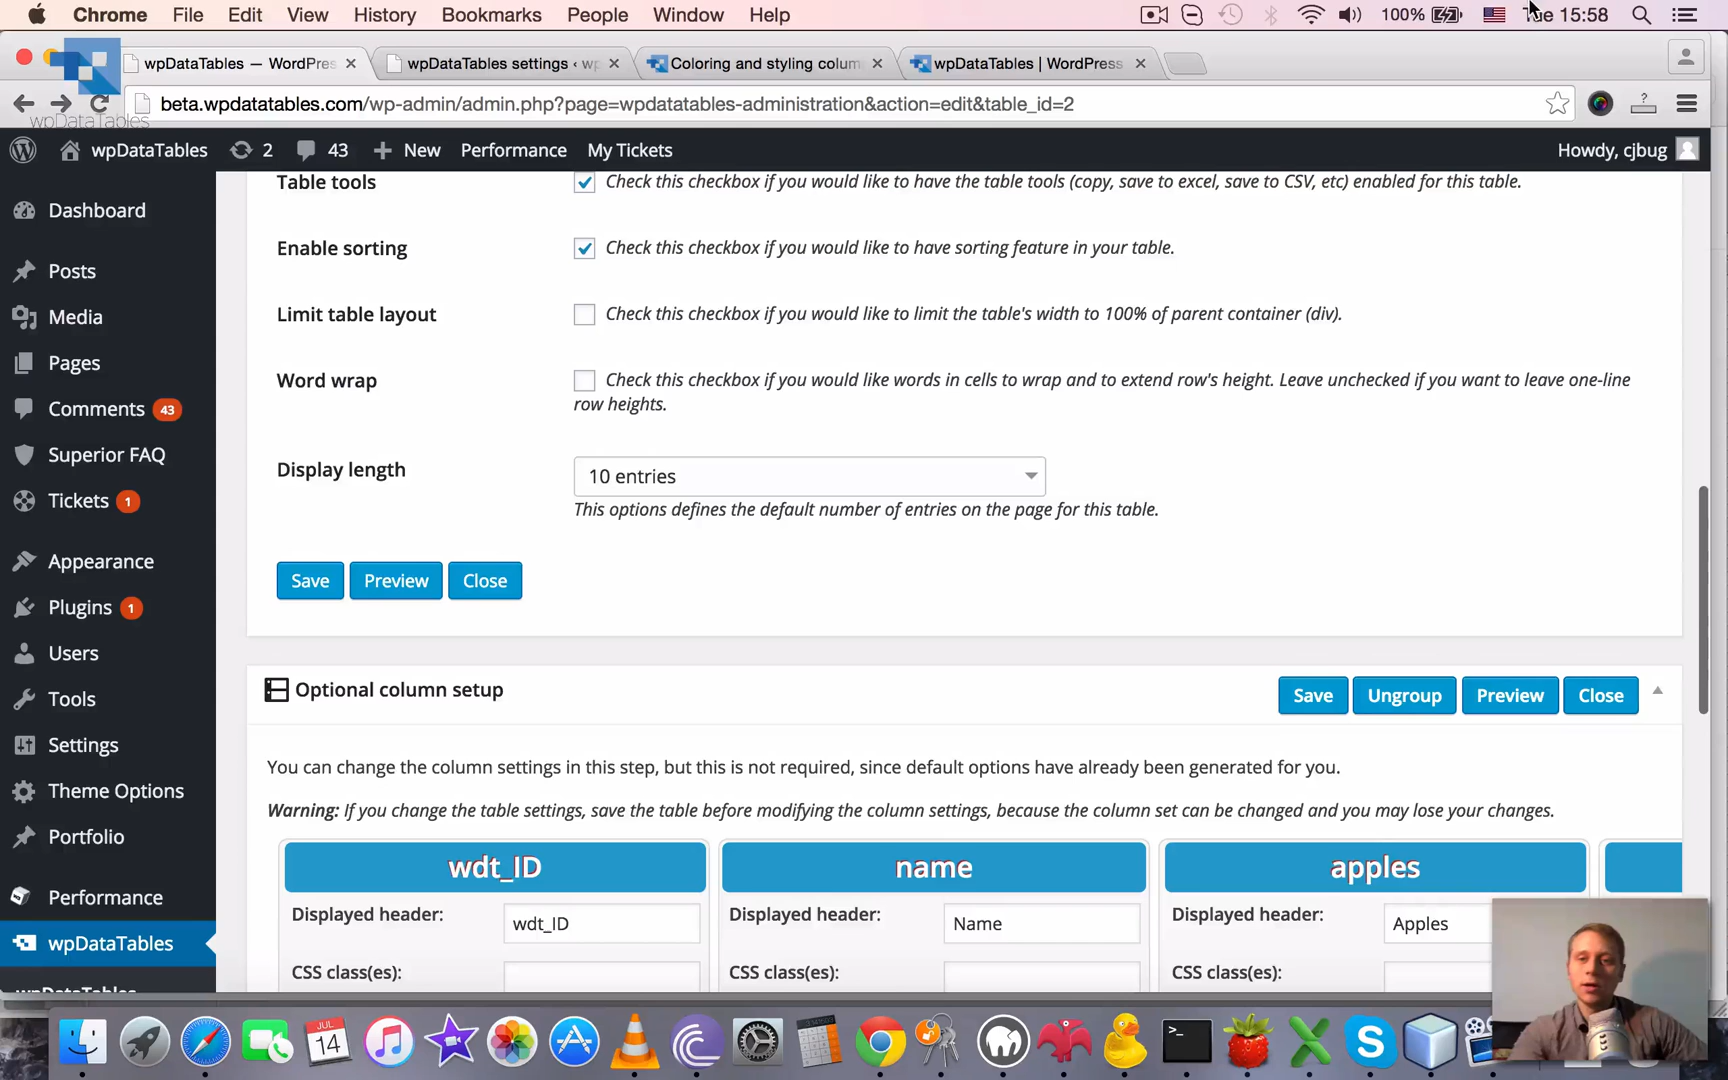 Chrome File Edit View History Bookmarks People Window Help 100% Tue 15:58
wpDataTables — WordPres wpDataTables settings ‹ wp Coloring and styling colum wpDataTables | WordPress
beta.wpdatatables.com/wp-admin/admin.php?page=wpdatatables-administration&action=edit&table_id=2
wpDataTables
wpDataTables 2 43 New Performance My Tickets Howdy, cjbug
Table tools Check this checkbox if you would like to have the table tools (copy, save to excel, save to CSV, etc) enabled for this table.
Dashboard
Enable sorting Check this checkbox if you would like to have sorting feature in your table.
Posts
Media
Limit table layout Check this checkbox if you would like to limit the table's width to 100% of parent container (div).
Pages
Word wrap Check this checkbox if you would like words in cells to wrap and to extend row's height. Leave unchecked if you want to leave one-line
row heights.
Comments 43
Superior FAQ
Display length 10 entries
This options defines the default number of entries on the page for this table.
Tickets 1
Appearance
Save Preview Close
Plugins 1
Users
Tools
Optional column setup Save Ungroup Preview Close
Settings
You can change the column settings in this step, but this is not required, since default options have already been generated for you.
Theme Options
Warning: If you change the table settings, save the table before modifying the column settings, because the column set can be changed and you may lose your changes.
Portfolio
wdt_ID name apples
Performance
Displayed header: wdt_ID Displayed header: Name Displayed header: Apples
wpDataTables
CSS class(es): CSS class(es): CSS class(es):
wpDataTables
JUL
14